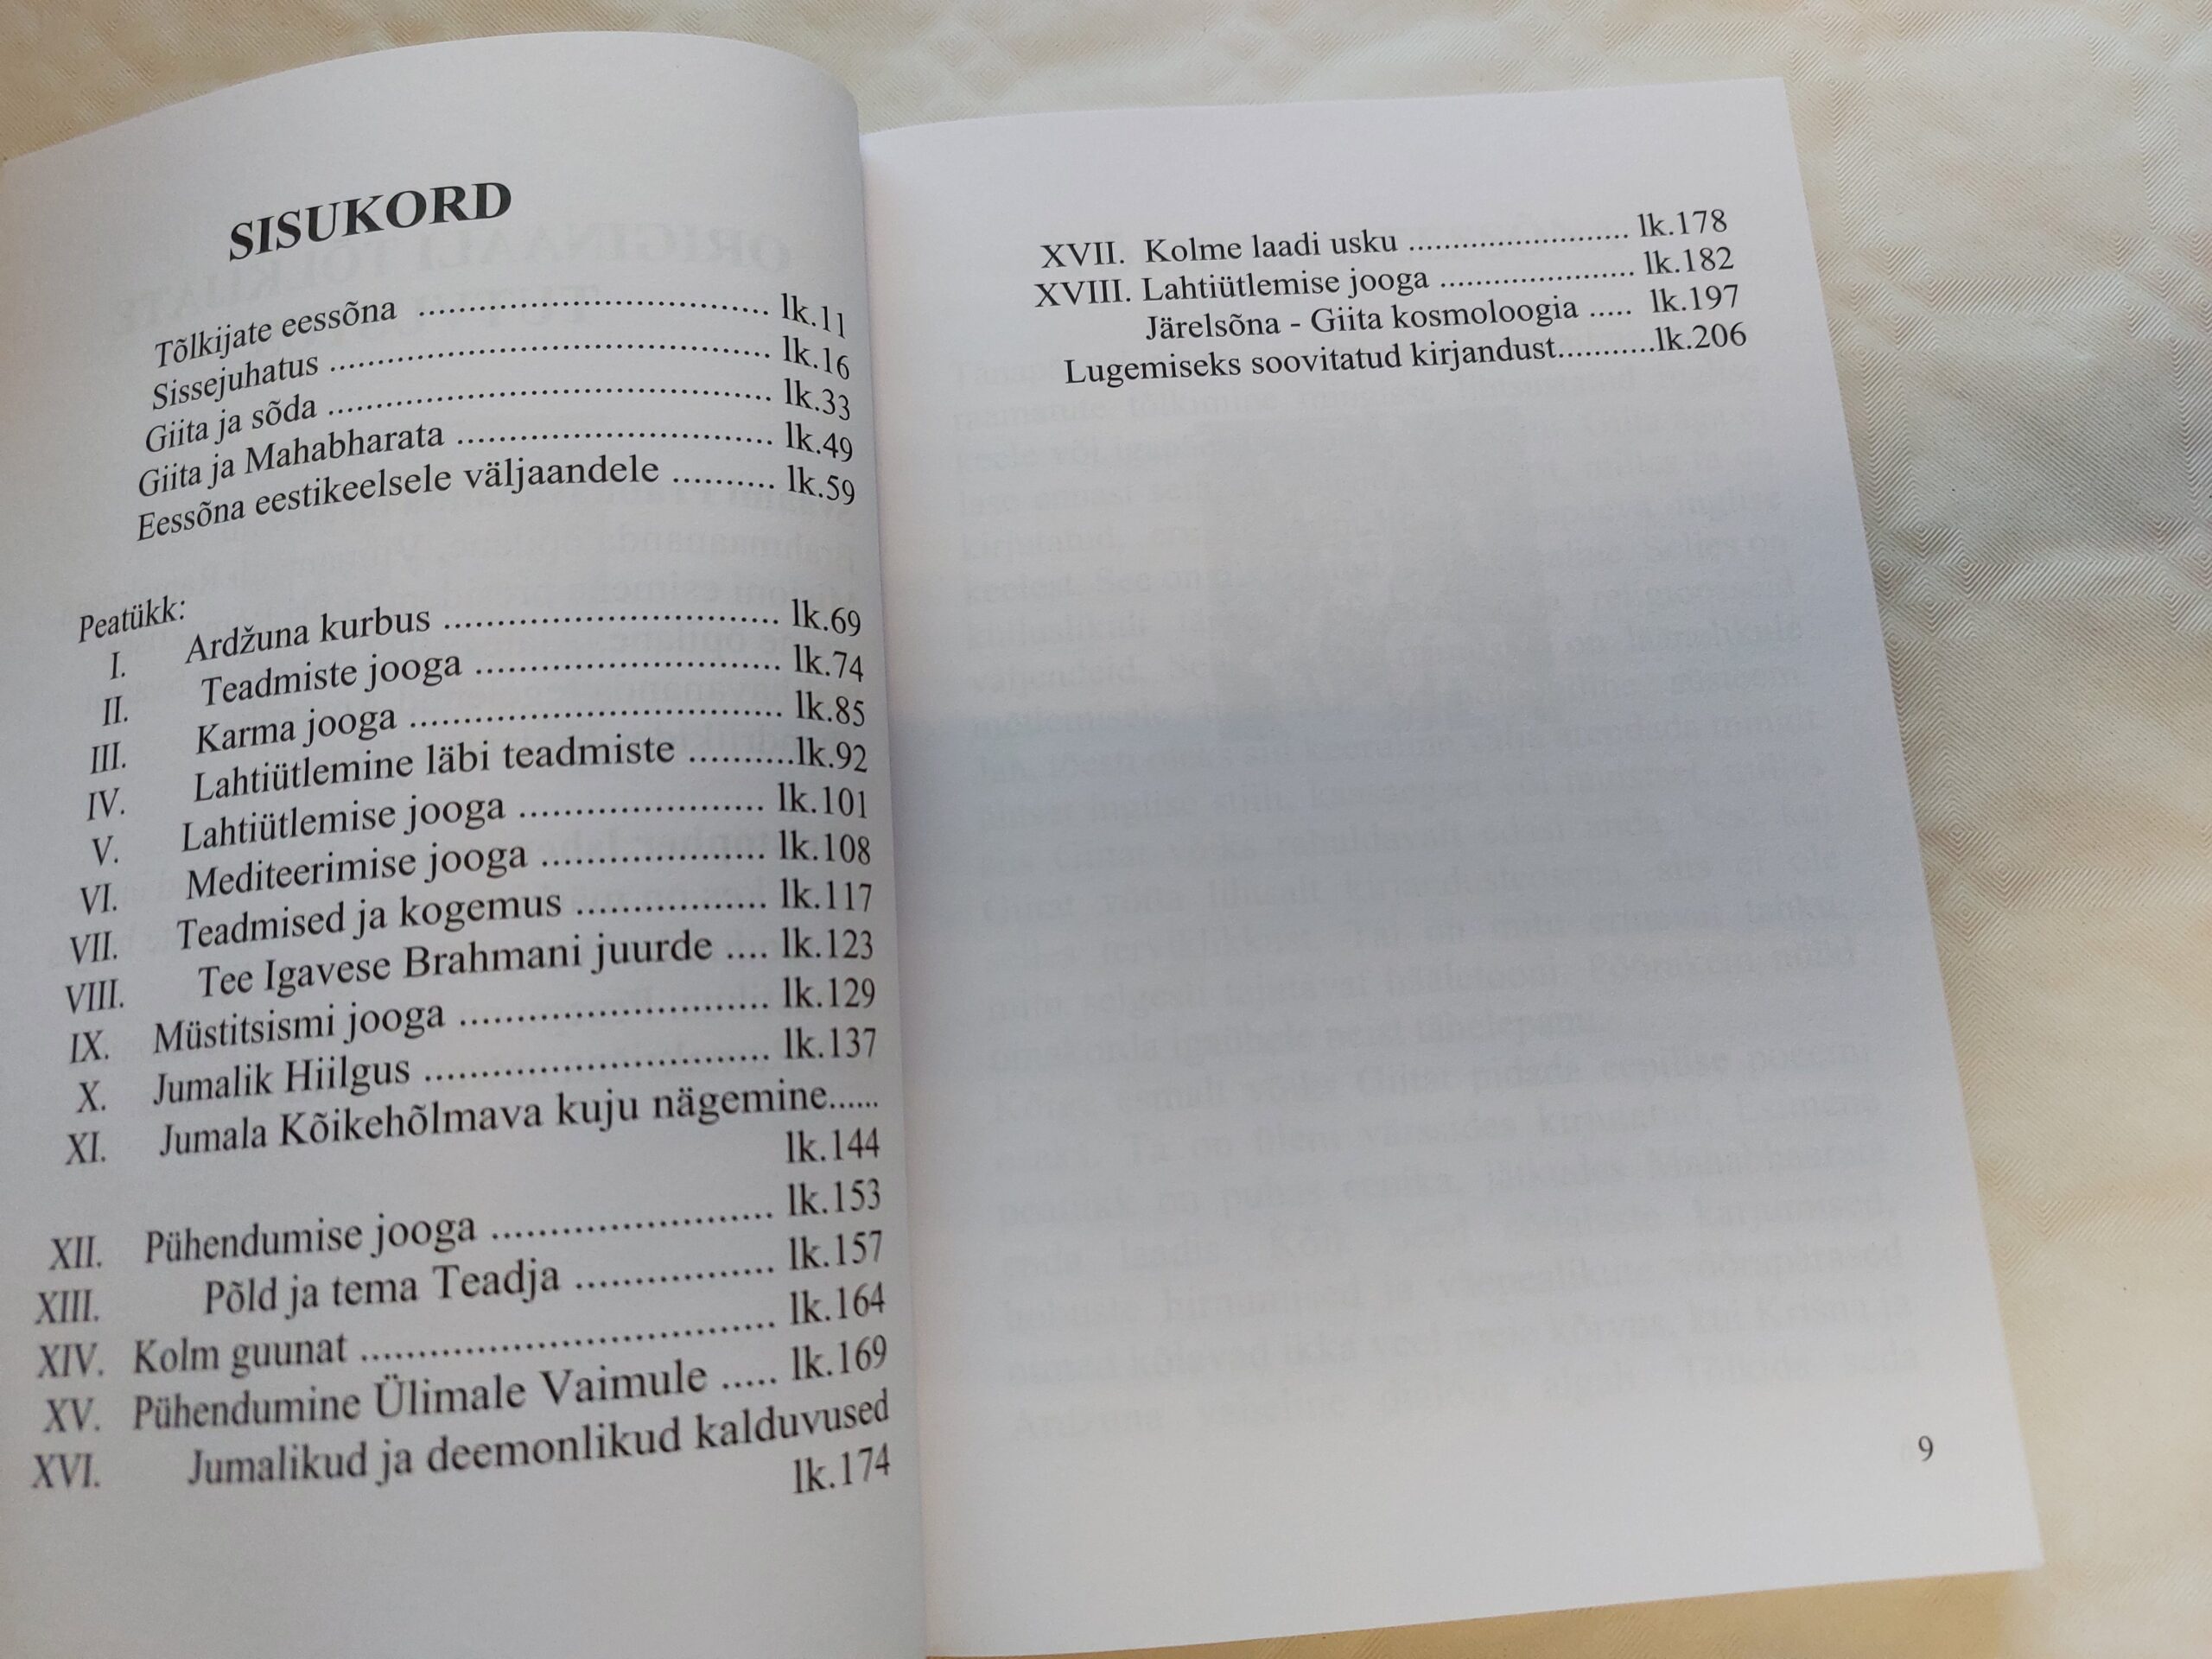 SISUKORD
Tõlkijate eessõna .......................... lk.11
Sissejuhatus .......................... lk.16
Giita ja sõda .......................... lk.33
Giita ja Mahabharata .......................... lk.49
Eessõna eestikeelsele väljaandele .......... lk.59
Peatükk:
I. Ardžuna kurbus .......................... lk.69
II. Teadmiste jooga .......................... lk.74
III. Karma jooga .......................... lk.85
IV. Lahtiütlemine läbi teadmiste ..........lk.92
V. Lahtiütlemise jooga .................... lk.101
VI. Mediteerimise jooga .................... lk.108
VII. Teadmised ja kogemus ................. lk.117
VIII. Tee Igavese Brahmani juurde .... lk.123
IX. Müstitsismi jooga .......................... lk.129
X. Jumalik Hiilgus .......................... lk.137
XI. Jumala Kõikehõlmava kuju nägemine......
lk.144
XII. Pühendumise jooga ....................... lk.153
XIII. Põld ja tema Teadja ................. lk.157
XIV. Kolm guunat .......................... lk.164
XV. Pühendumine Ülimale Vaimule ..... lk.169
XVI. Jumalikud ja deemonlikud kalduvused
lk.174
XVII. Kolme laadi usku .......................... lk.178
XVIII. Lahtiütlemise jooga ....................... lk.182
Järelsõna - Giita kosmoloogia ..... lk.197
Lugemiseks soovitatud kirjandust...........lk.206
9